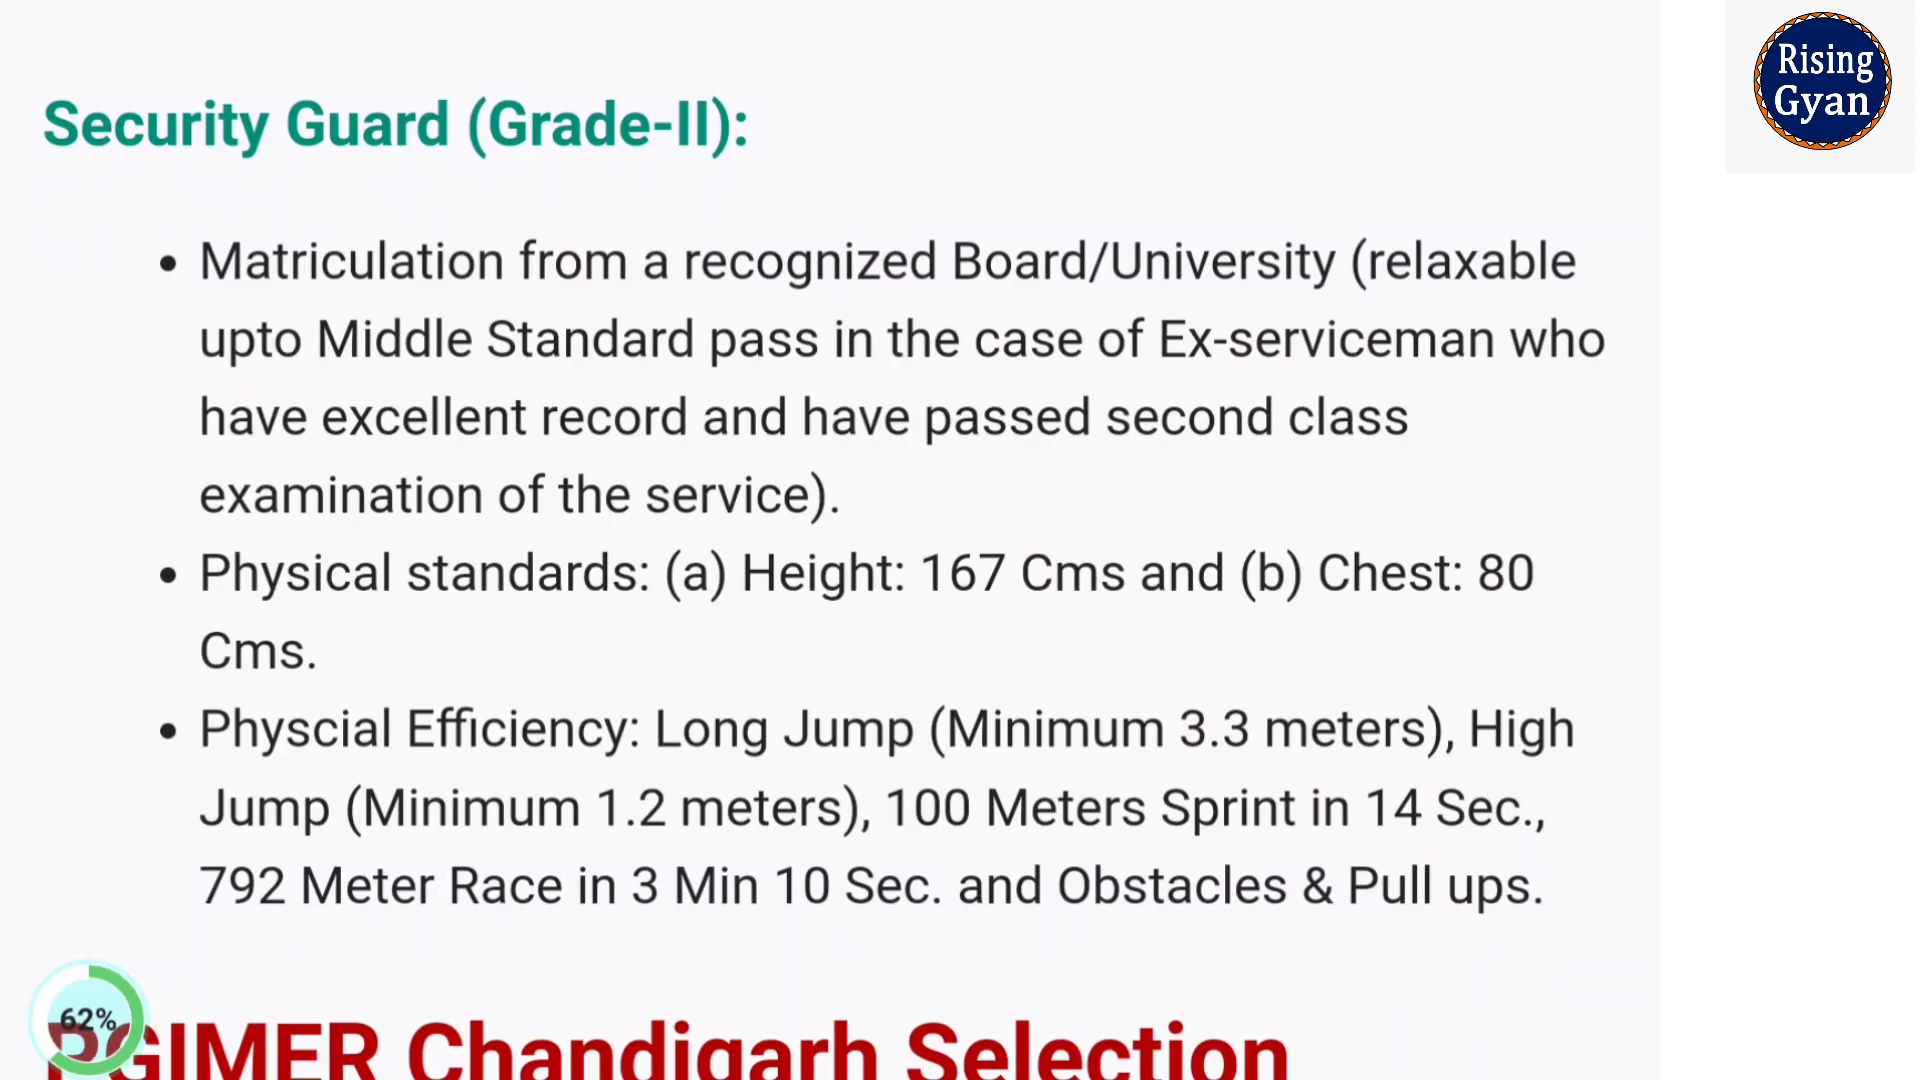 Rising
Gyan
Security Guard (Grade-II):
• Matriculation from a recognized Board/University (relaxable
upto Middle Standard pass in the case of Ex-serviceman who
have excellent record and have passed second class
examination of the service).
• Physical standards: (a) Height: 167 Cms and (b) Chest: 80
Cms.
• Physcial Efficiency: Long Jump (Minimum 3.3 meters), High
Jump (Minimum 1.2 meters), 100 Meters Sprint in 14 Sec.,
792 Meter Race in 3 Min 10 Sec. and Obstacles & Pull ups.
62%
PGIMER Chandigarh Selection